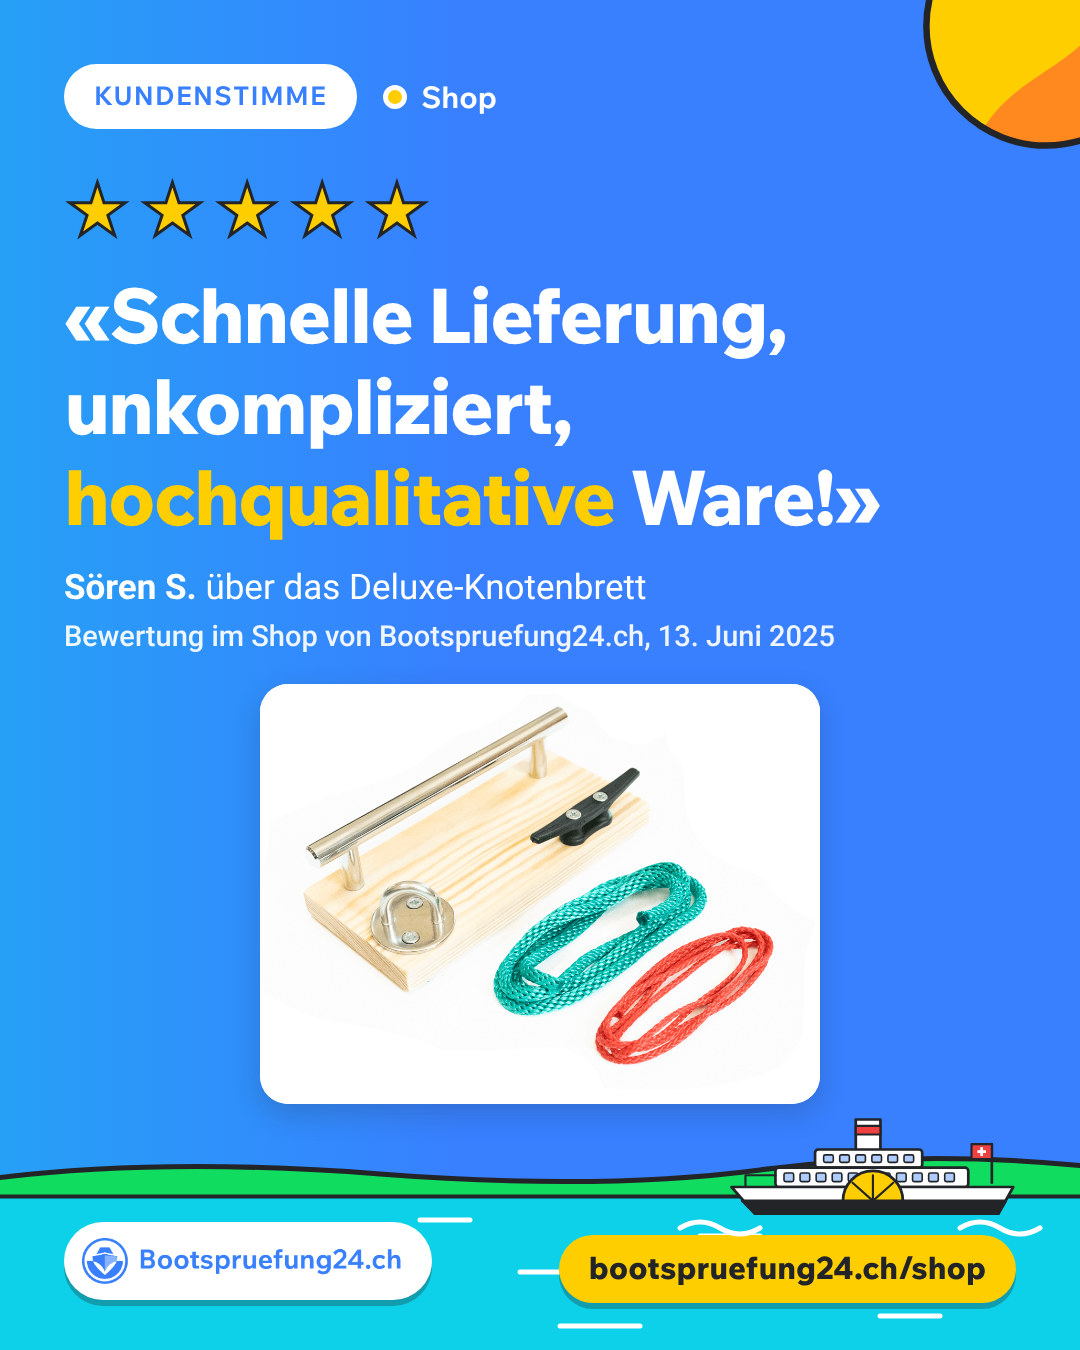 KUNDENSTIMME
Shop
«Schnelle Lieferung,
unkompliziert,
hochqualitative Ware!»
Sören S. über das Deluxe-Knotenbrett
Bewertung im Shop von Bootspruefung24.ch, 13. Juni 2025
Bootspruefung24.ch
bootspruefung24.ch/shop